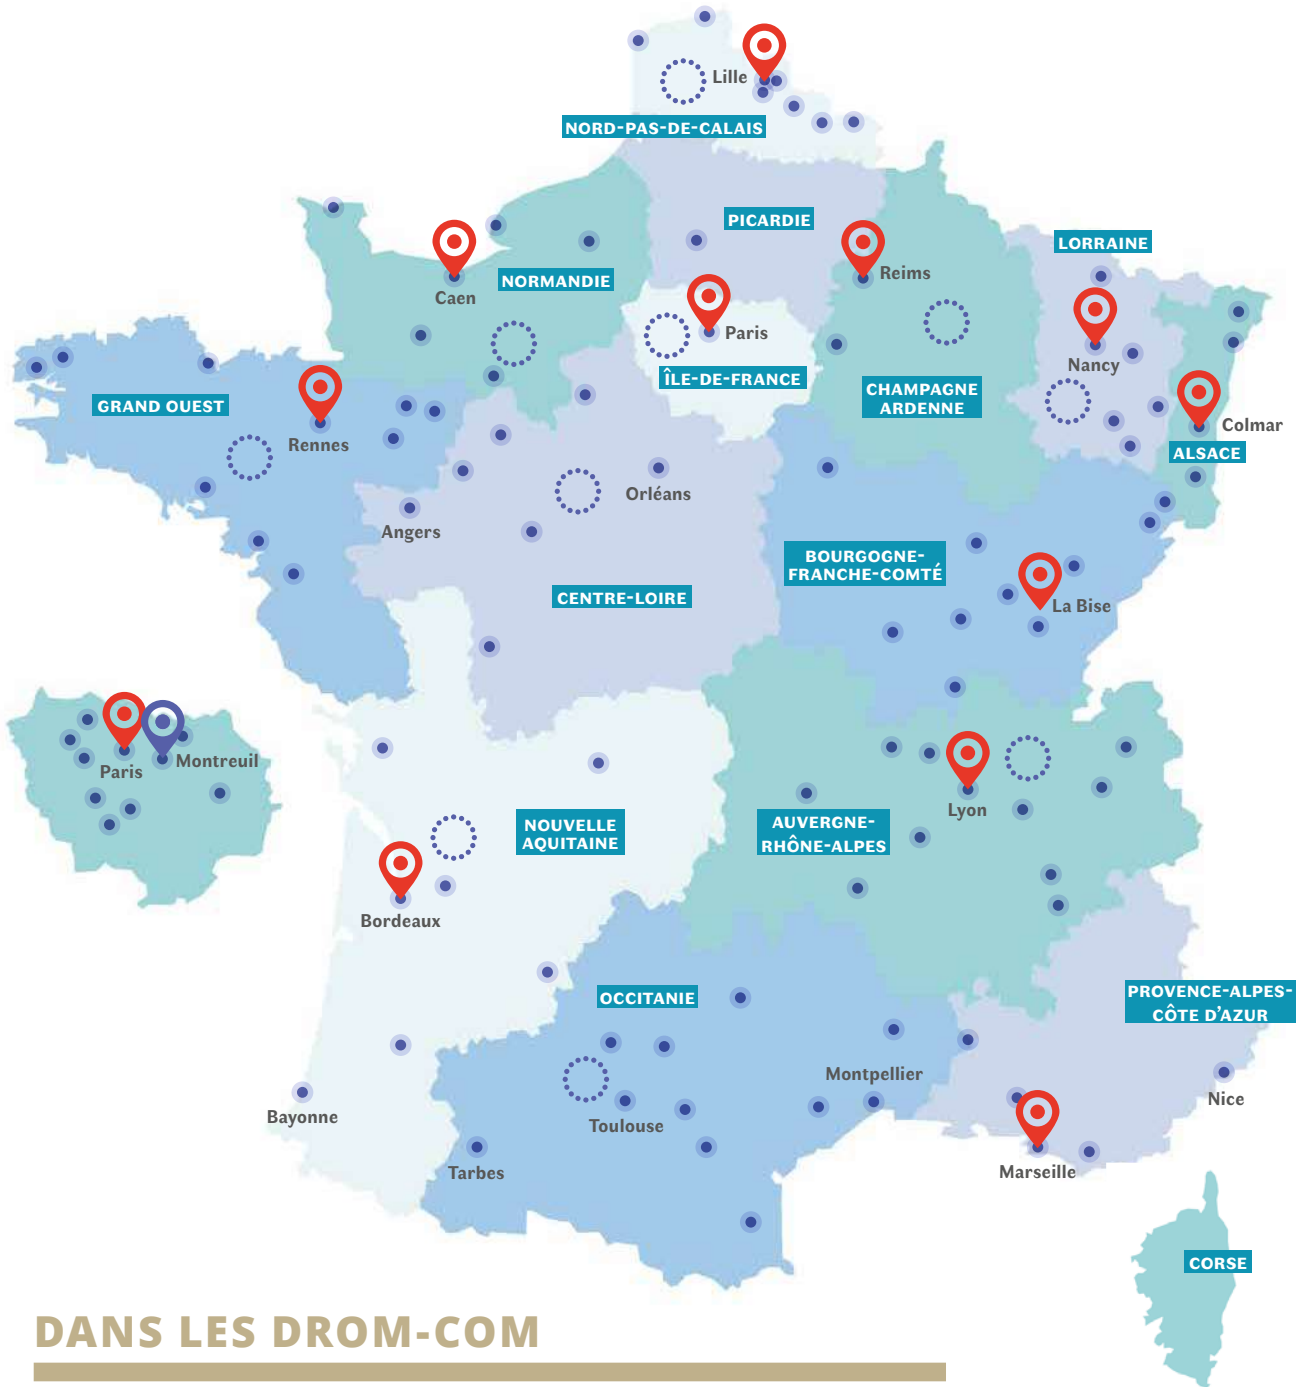 Lille
NORD-PAS-DE-CALAIS
PICARDIE
LORRAINE
Reims
NORMANDIE
Caen
Paris
Nancy
ÎLE-DE-FRANCE
CHAMPAGNE
ARDENNE
GRAND OUEST
Rennes
Colmar
ALSACE
Orléans
Angers
BOURGOGNE-
FRANCHE-COMTÉ
CENTRE-LOIRE
La Bise
Paris
Montreuil
Lyon
NOUVELLE
AQUITAINE
AUVERGNE-
RHÔNE-ALPES
Bordeaux
OCCITANIE
PROVENCE-ALPES-
CÔTE D'AZUR
Montpellier
Nice
Bayonne
Toulouse
Tarbes
Marseille
CORSE
DANS LES DROM-COM